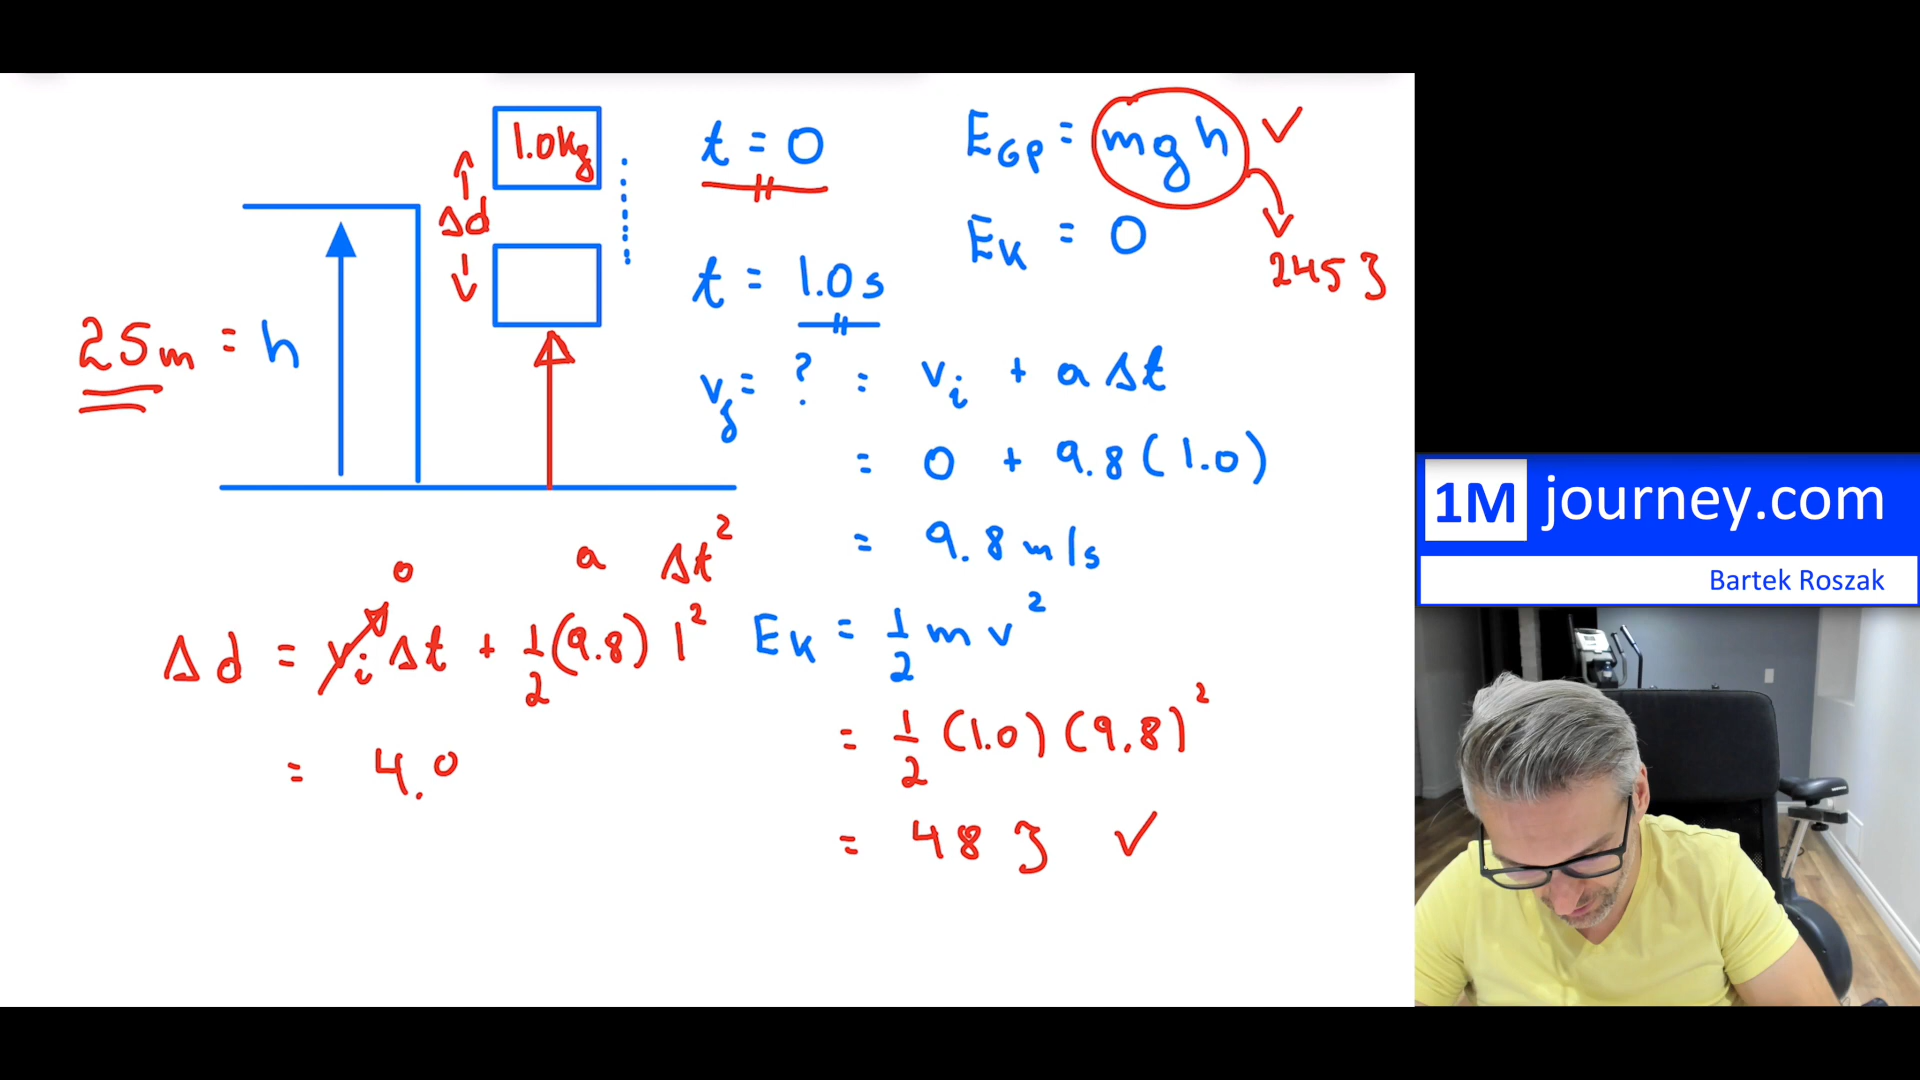 1.0kg
Δd
25m = h
t = 0
t = 1.0s
E_GP = mgh ✓
245 J
E_K = 0
v_f = ? = v_i + a Δt
= 0 + 9.8 (1.0)
= 9.8 m/s
0 a Δt²
Δd = v_i Δt + 1/2 (9.8) 1²
= 4.0
E_K = 1/2 m v²
= 1/2 (1.0) (9.8)²
= 48 J ✓
1M journey.com
Bartek Roszak